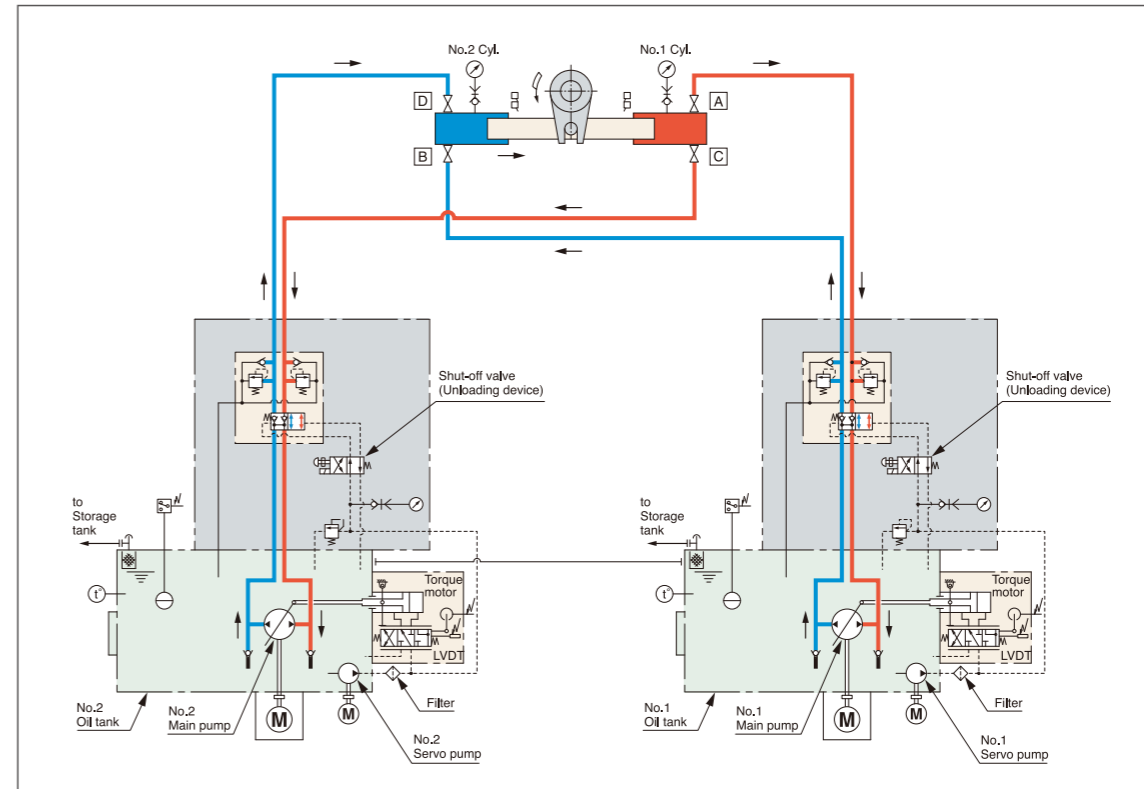 No.2 Cyl.
No.1 Cyl.
D
A
B
C
Shut-off valve
(Unloading device)
Shut-off valve
(Unloading device)
to
Storage
tank
to
Storage
tank
t°
Torque
motor
LVDT
t°
Torque
motor
LVDT
No.2
Oil tank
No.2
Main pump
M
M
Filter
No.2
Servo pump
No.1
Oil tank
No.1
Main pump
M
M
Filter
No.1
Servo pump